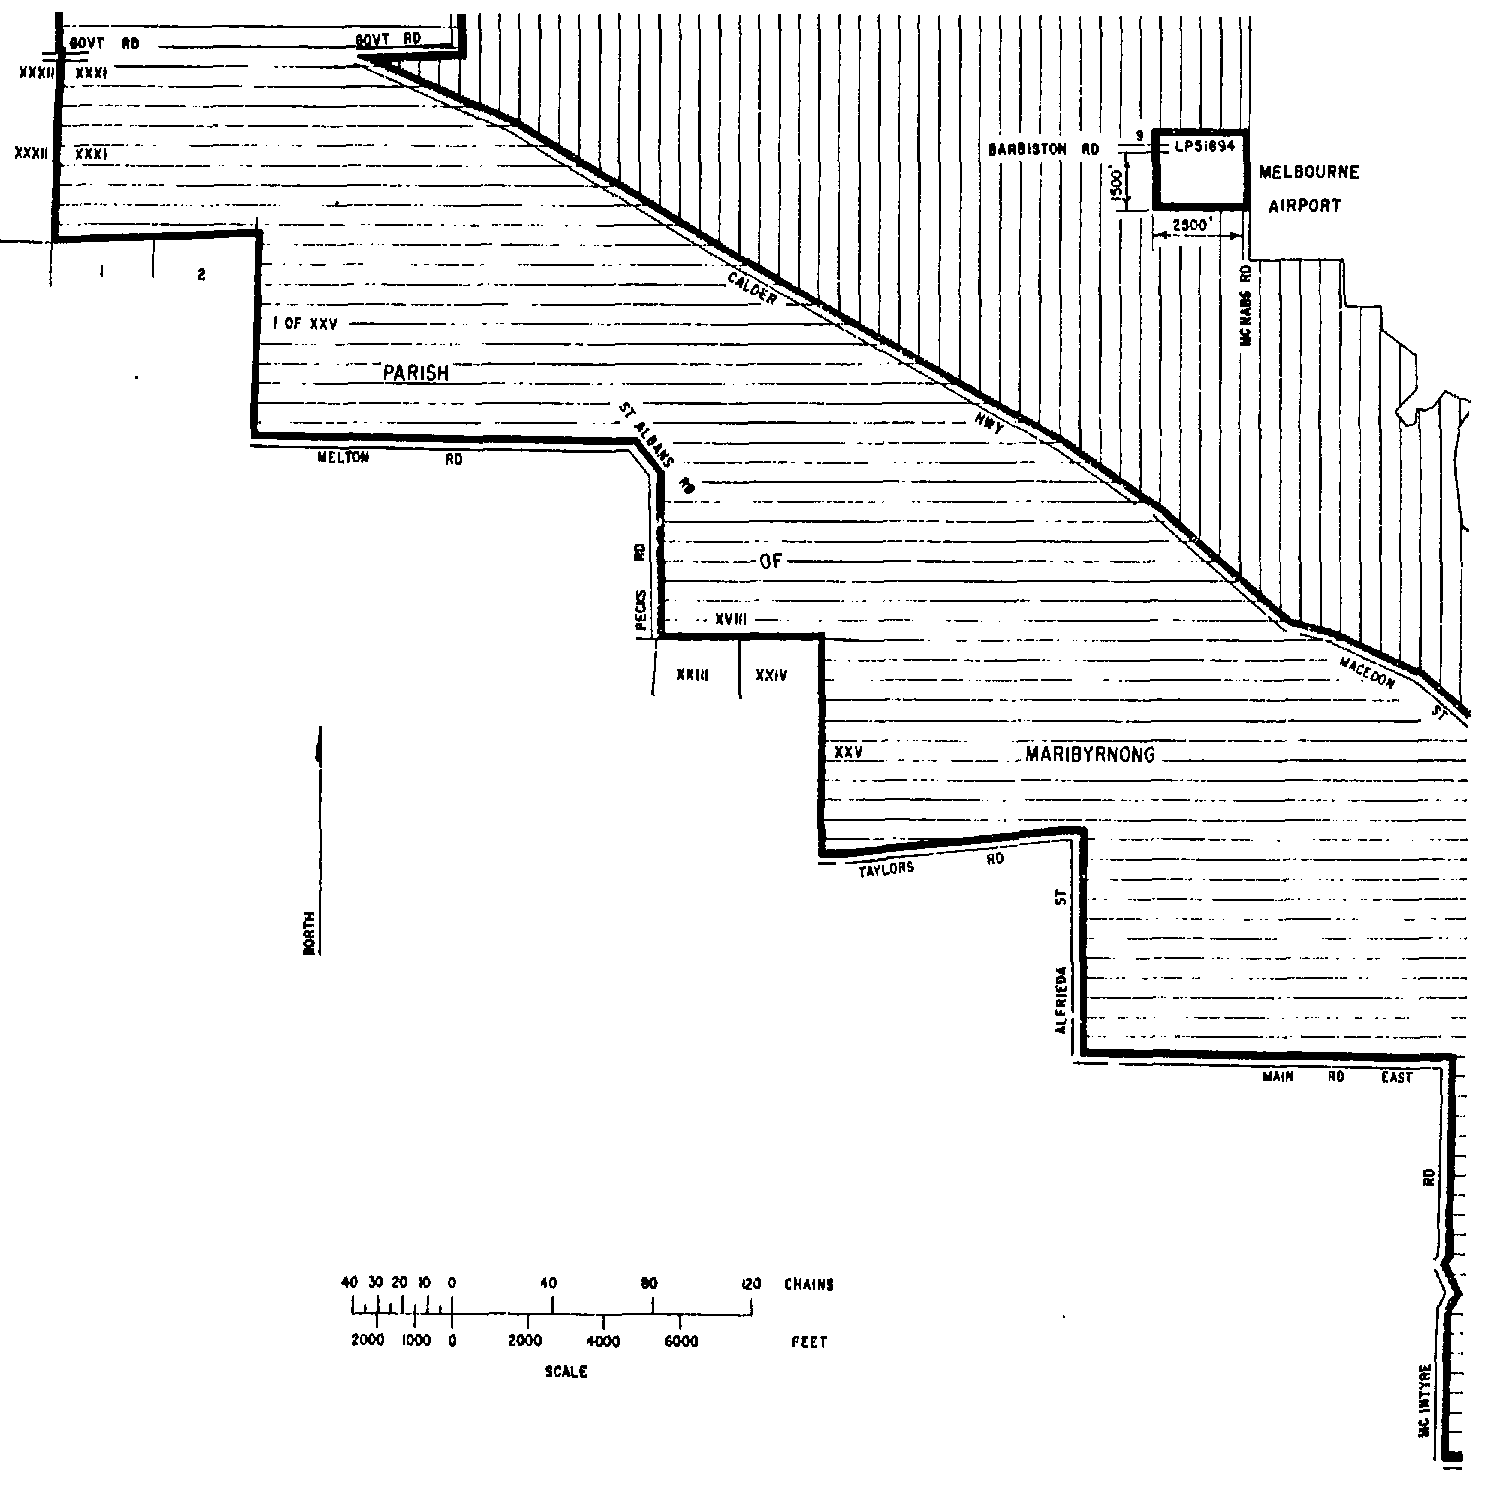 GOVT RD
GOVT RD
XXXII XXXI
XXXII XXXI
9
BARBISTON RD
LP51694
1500'
MELBOURNE
AIRPORT
2500'
1
2
MC NABS RD
CALDER
HWY
1 OF XXV
PARISH
ST ALBANS RD
MELTON RD
PECKS RD
OF
XVIII
XXIII
XXIV
MACEDON
ST
XXV
MARIBYRNONG
TAYLORS RD
ALFRIEDA ST
NORTH
MAIN RD EAST
MC INTYRE RD
40 30 20 10 0 40 80 120 CHAINS
2000 1000 0 2000 4000 6000 FEET
SCALE